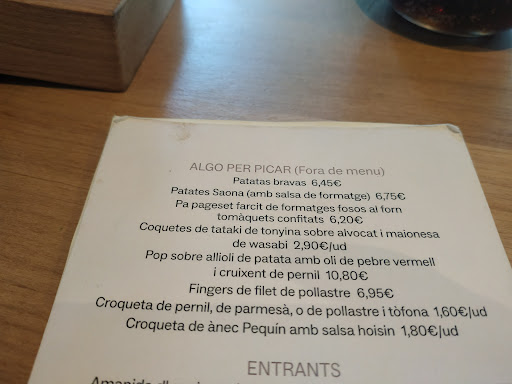 ALGO PER PICAR (Fora de menu)
Patatas bravas 6,45€
Patates Saona (amb salsa de formatge) 6,75€
Pa pageset farcit de formatges fosos al forn
tomàquets confitats 6,20€
Coquetes de tataki de tonyina sobre alvocat i maionesa
de wasabi 2,90€/ud
Pop sobre allioli de patata amb oli de pebre vermell
i cruixent de pernil 10,80€
Fingers de filet de pollastre 6,95€
Croqueta de pernil, de parmesà, o de pollastre i tòfona 1,60€/ud
Croqueta de ànec Pequín amb salsa hoisin 1,80€/ud
ENTRANTS
Amanida